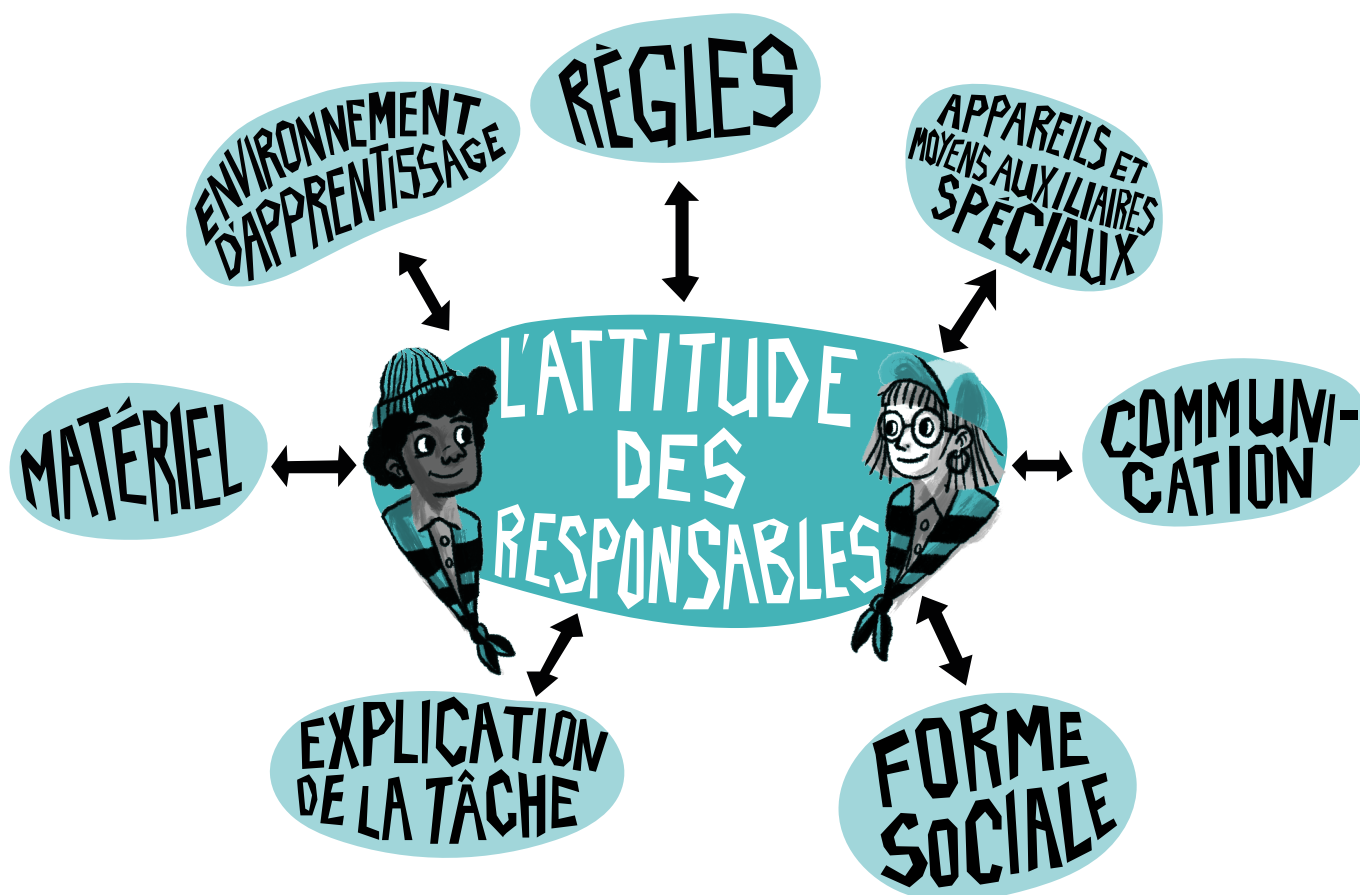 RÈGLES
ENVIRONNEMENT
D'APPRENTISSAGE
APPAREILS ET
MOYENS AUXILIAIRES
SPÉCIAUX
L'ATTITUDE
DES
RESPONSABLES
MATÉRIEL
COMMUNI-
CATION
EXPLICATION
DE LA TÂCHE
FORME
SOCIALE